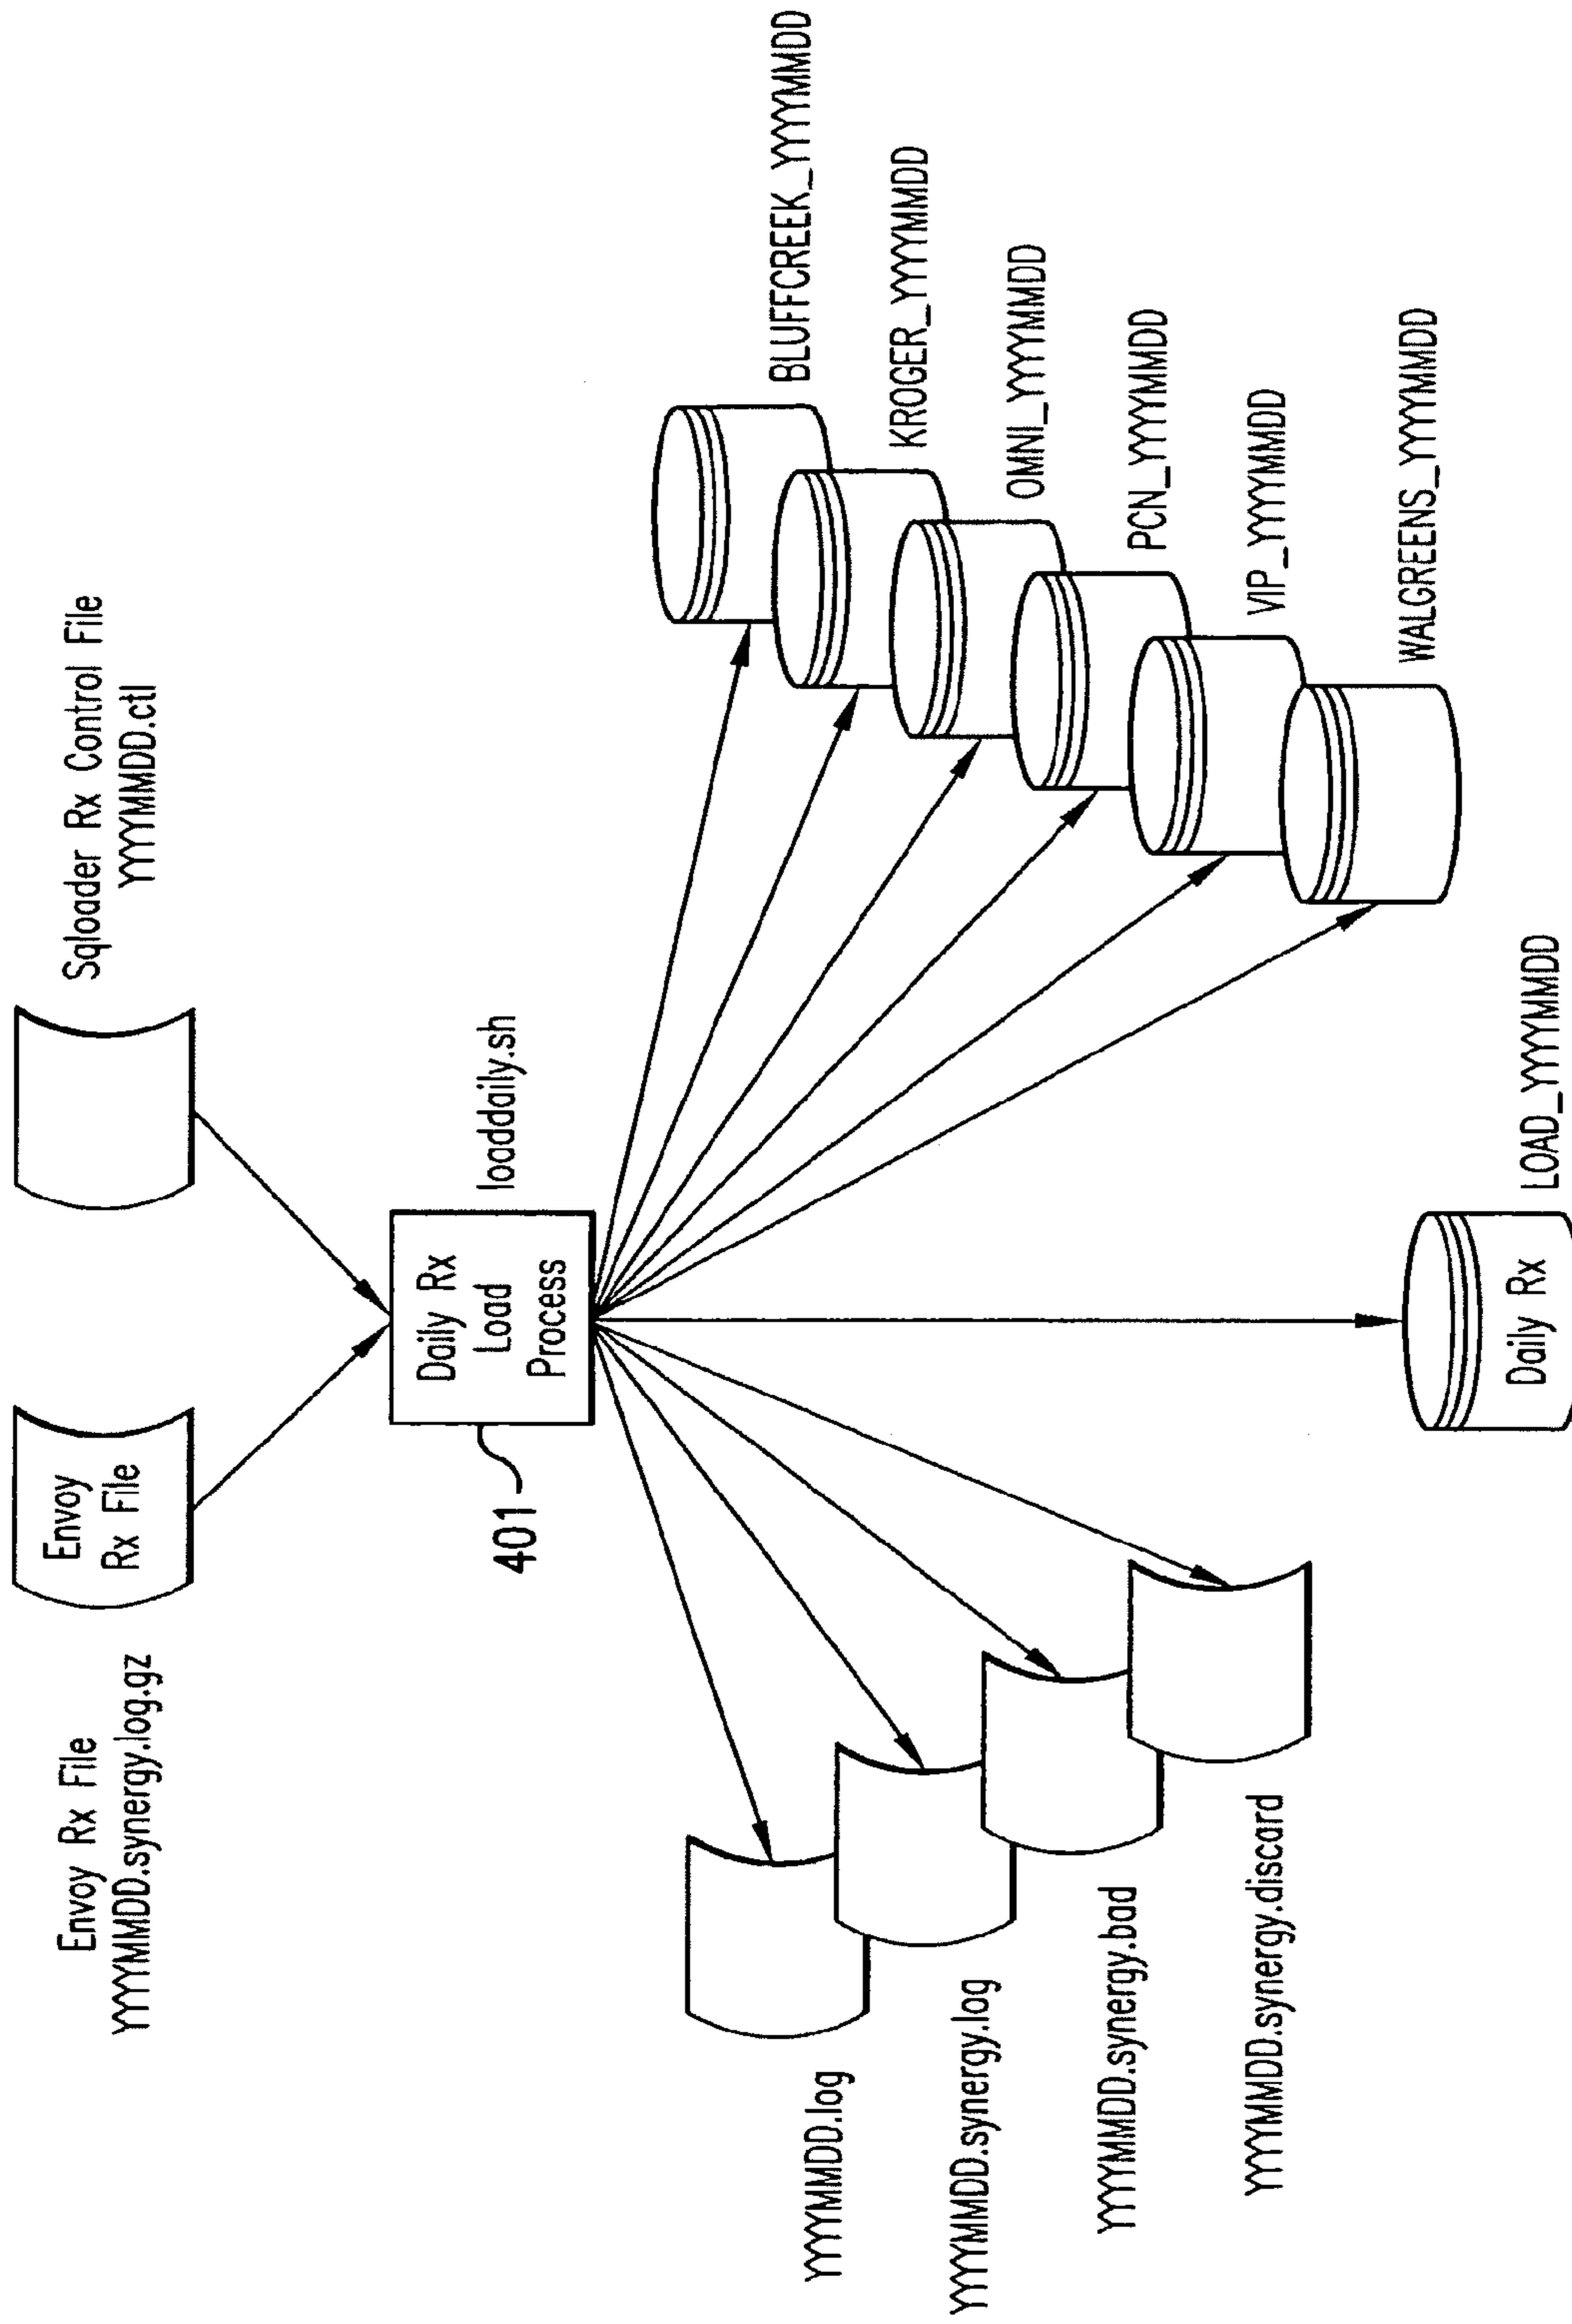 Envoy Rx File
YYYYMMDD.synergy.log.gz
Envoy
Rx File
Sqloader Rx Control File
YYYYMMDD.ctl
Daily Rx
Load
Process
loaddaily.sh
401
YYYYMMDD.log
YYYYMMDD.synergy.log
YYYYMMDD.synergy.bad
YYYYMMDD.synergy.discard
Daily Rx
LOAD_YYYYMMDD
BLUFFCREEK_YYYYMMDD
KROGER_YYYYMMDD
OMNI_YYYYMMDD
PCN_YYYYMMDD
VIP_YYYYMMDD
WALGREENS_YYYYMMDD